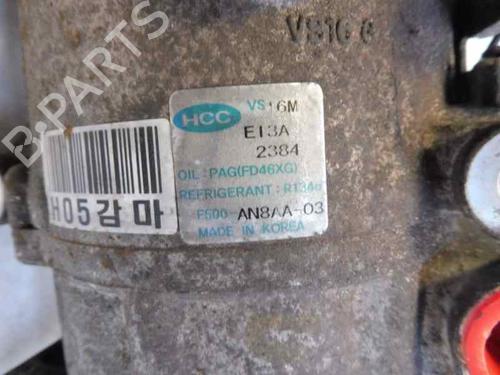 VS16
HCC VS16M
E13A
2384
OIL : PAG(FD46XG)
REFRIGERANT : R134a
F500-AN8AA-03
MADE IN KOREA
H05감마
B-PARTS